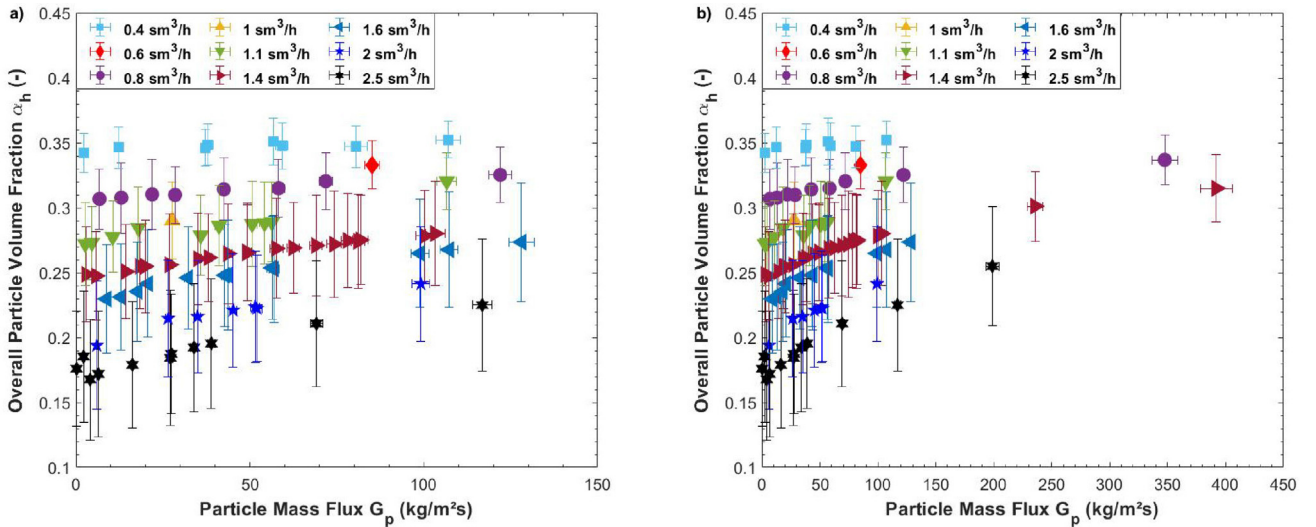 a)
0.45
0.4
0.35
0.3
0.25
0.2
0.15
0.1
Overall Particle Volume Fraction αh (-)
0.4 sm³/h 1 sm³/h 1.6 sm³/h
0.6 sm³/h 1.1 sm³/h 2 sm³/h
0.8 sm³/h 1.4 sm³/h 2.5 sm³/h
0 50 100 150
Particle Mass Flux Gp (kg/m²s)
b)
0.45
0.4
0.35
0.3
0.25
0.2
0.15
0.1
Overall Particle Volume Fraction αh (-)
0.4 sm³/h 1 sm³/h 1.6 sm³/h
0.6 sm³/h 1.1 sm³/h 2 sm³/h
0.8 sm³/h 1.4 sm³/h 2.5 sm³/h
0 50 100 150 200 250 300 350 400 450
Particle Mass Flux Gp (kg/m²s)